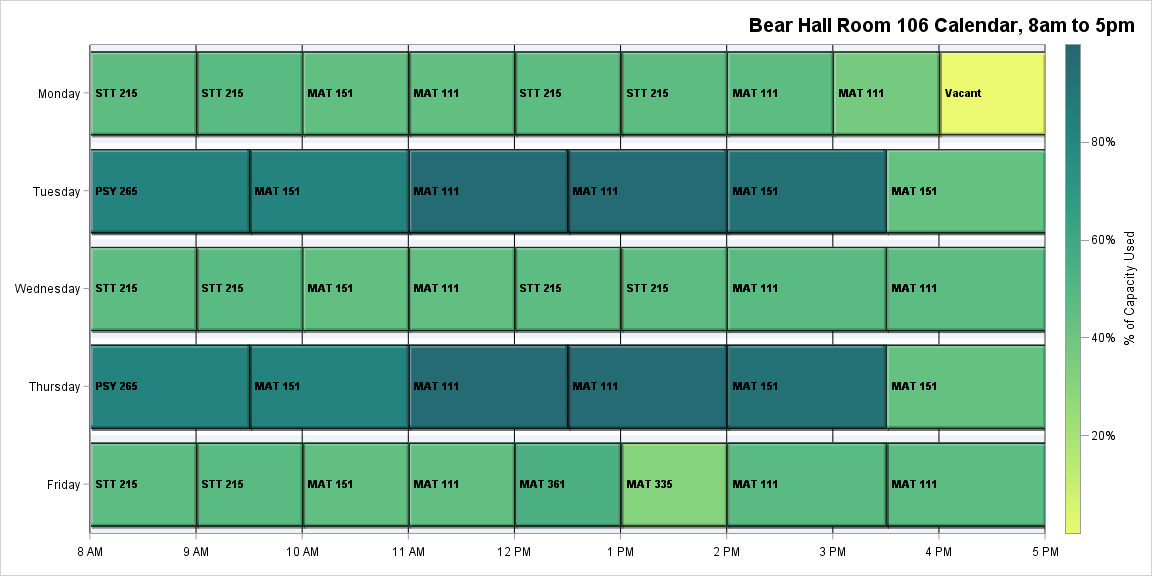 Bear Hall Room 106 Calendar, 8am to 5pm
Monday
STT 215
STT 215
MAT 151
MAT 111
STT 215
STT 215
MAT 111
MAT 111
Vacant
Tuesday
PSY 265
MAT 151
MAT 111
MAT 111
MAT 151
MAT 151
Wednesday
STT 215
STT 215
MAT 151
MAT 111
STT 215
STT 215
MAT 111
MAT 111
Thursday
PSY 265
MAT 151
MAT 111
MAT 111
MAT 151
MAT 151
Friday
STT 215
STT 215
MAT 151
MAT 111
MAT 361
MAT 335
MAT 111
MAT 111
8 AM
9 AM
10 AM
11 AM
12 PM
1 PM
2 PM
3 PM
4 PM
5 PM
80%
60%
40%
20%
% of Capacity Used